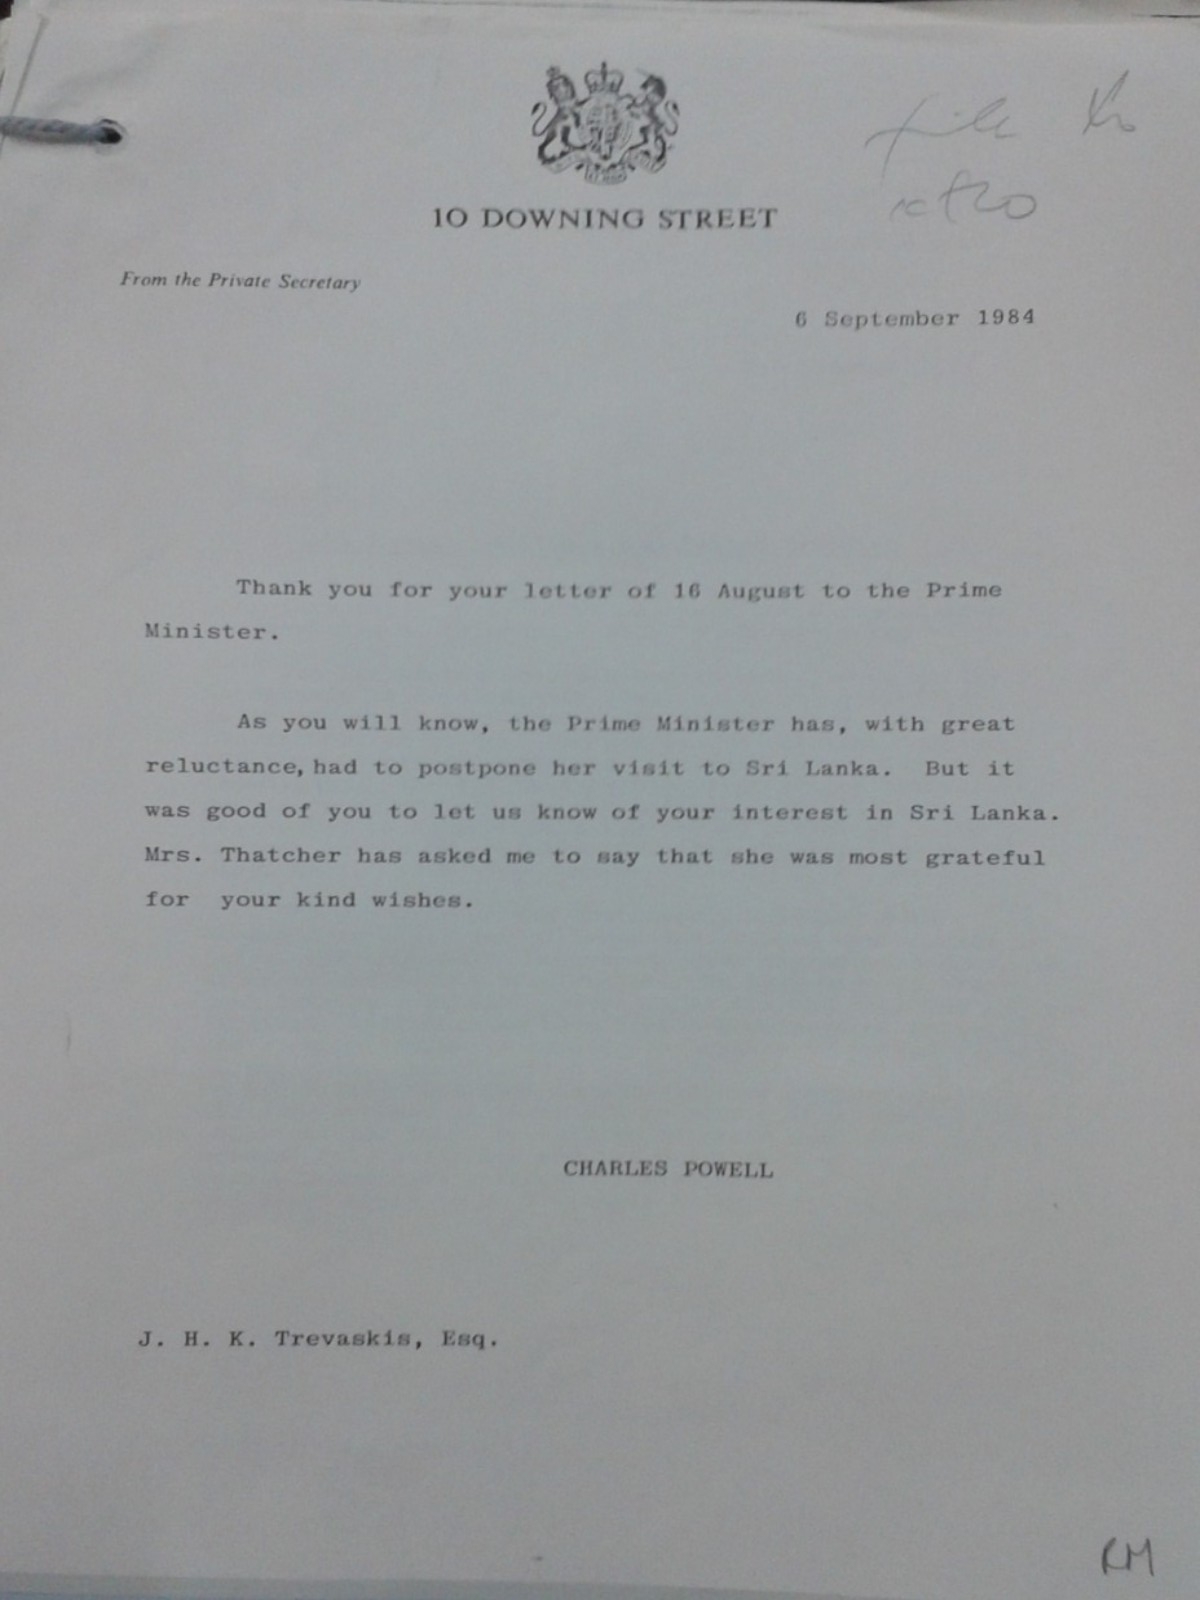 10 DOWNING STREET
From the Private Secretary
6 September 1984
Thank you for your letter of 16 August to the Prime
Minister.
As you will know, the Prime Minister has, with great
reluctance, had to postpone her visit to Sri Lanka. But it
was good of you to let us know of your interest in Sri Lanka.
Mrs. Thatcher has asked me to say that she was most grateful
for your kind wishes.
CHARLES POWELL
J. H. K. Trevaskis, Esq.
RM